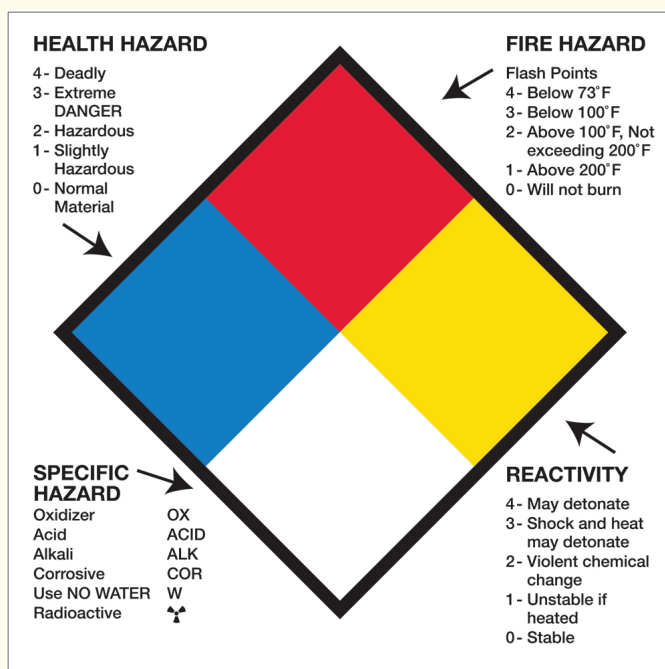 HEALTH HAZARD
4- Deadly
3- Extreme
DANGER
2- Hazardous
1- Slightly
Hazardous
0- Normal
Material
FIRE HAZARD
Flash Points
4- Below 73°F
3- Below 100°F
2- Above 100°F, Not
exceeding 200°F
1- Above 200°F
0- Will not burn
SPECIFIC
HAZARD
Oxidizer OX
Acid ACID
Alkali ALK
Corrosive COR
Use NO WATER W
Radioactive
REACTIVITY
4- May detonate
3- Shock and heat
may detonate
2- Violent chemical
change
1- Unstable if
heated
0- Stable